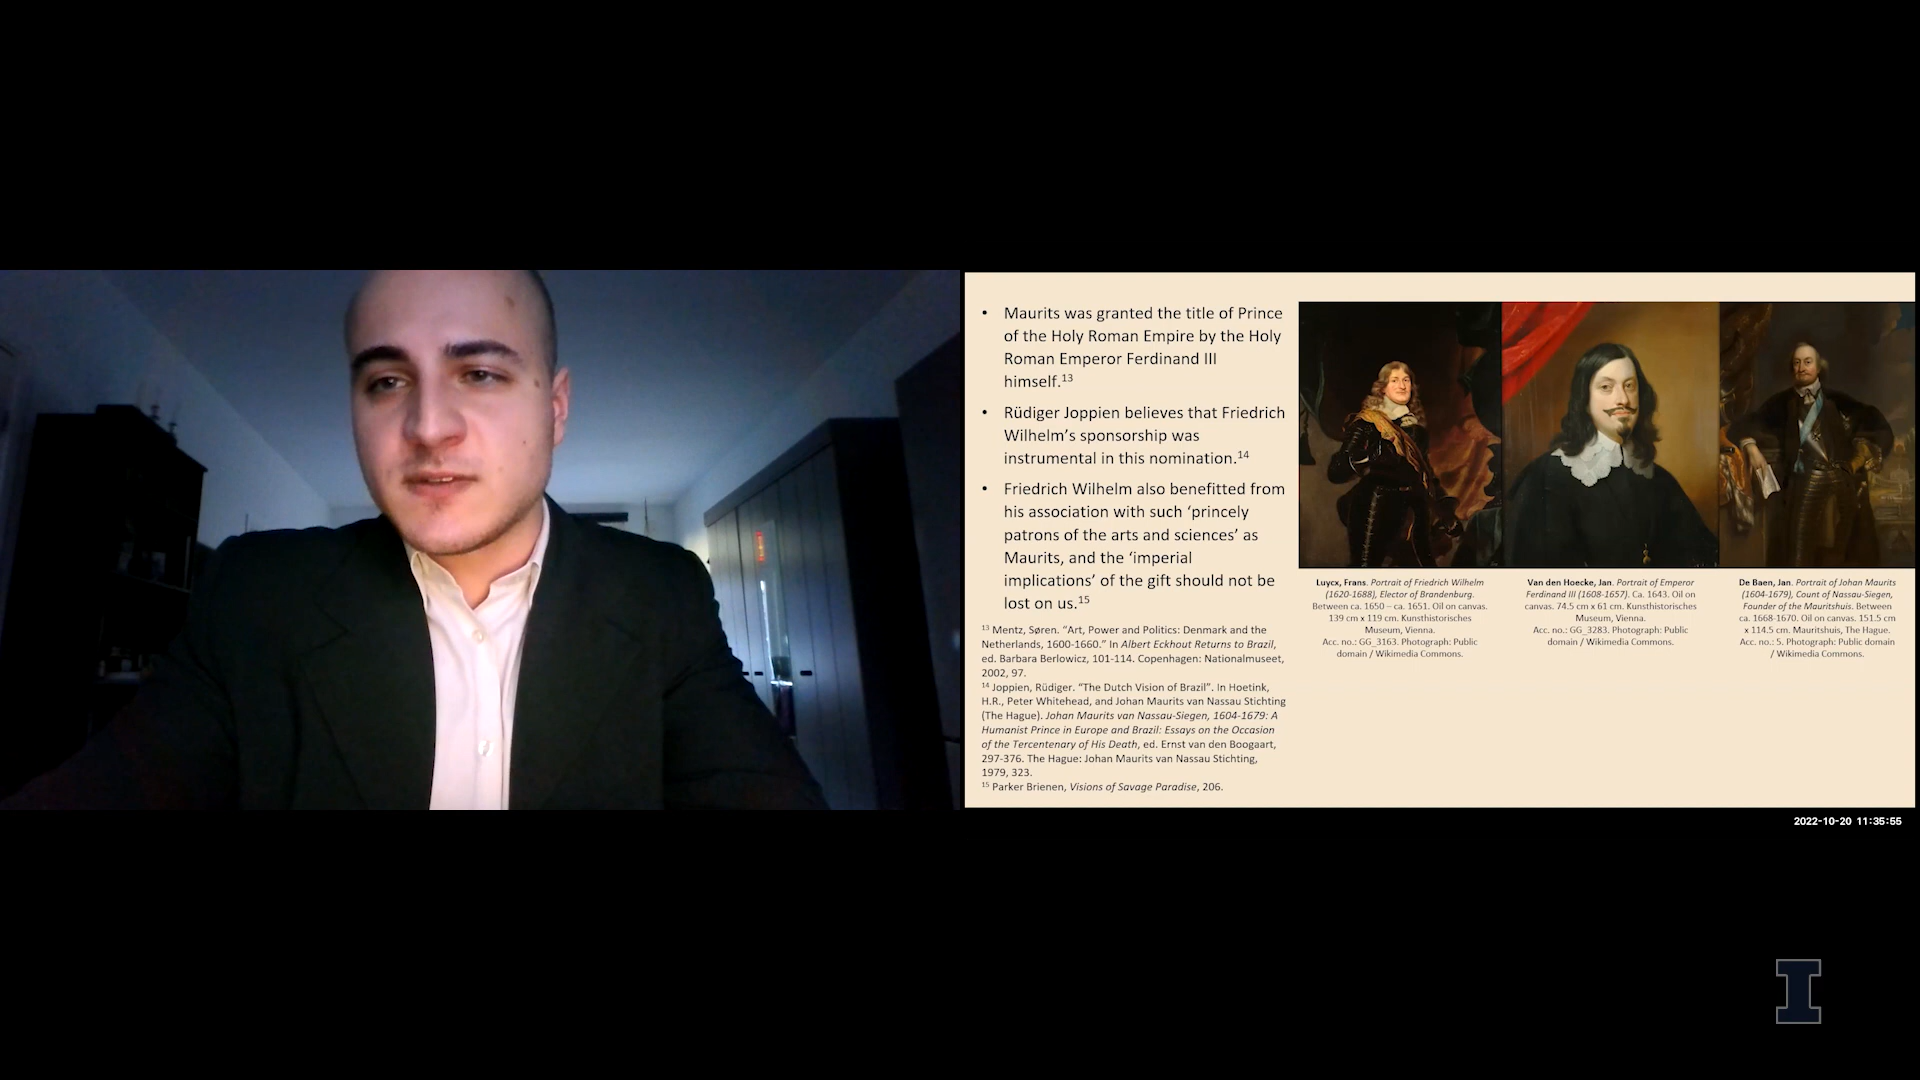 • Maurits was granted the title of Prince
of the Holy Roman Empire by the Holy
Roman Emperor Ferdinand III
himself.¹³
• Rüdiger Joppien believes that Friedrich
Wilhelm’s sponsorship was
instrumental in this nomination.¹⁴
• Friedrich Wilhelm also benefitted from
his association with such ‘princely
patrons of the arts and sciences’ as
Maurits, and the ‘imperial
implications’ of the gift should not be
lost on us.¹⁵
¹³ Mentz, Søren. “Art, Power and Politics: Denmark and the
Netherlands, 1600-1660.” In Albert Eckhout Returns to Brazil,
ed. Barbara Berlowicz, 101-114. Copenhagen: Nationalmuseet,
2002, 97.
¹⁴ Joppien, Rüdiger. “The Dutch Vision of Brazil”. In Hoetink,
H.R., Peter Whitehead, and Johan Maurits van Nassau Stichting
(The Hague). Johan Maurits van Nassau-Siegen, 1604-1679: A
Humanist Prince in Europe and Brazil: Essays on the Occasion
of the Tercentenary of His Death, ed. Ernst van den Boogaart,
297-376. The Hague: Johan Maurits van Nassau Stichting,
1979, 323.
¹⁵ Parker Brienen, Visions of Savage Paradise, 206.
Luycx, Frans. Portrait of Friedrich Wilhelm
(1620-1688), Elector of Brandenburg.
Between ca. 1650 – ca. 1651. Oil on canvas.
139 cm x 119 cm. Kunsthistorisches
Museum, Vienna.
Acc. no.: GG_3163. Photograph: Public
domain / Wikimedia Commons.
Van den Hoecke, Jan. Portrait of Emperor
Ferdinand III (1608-1657). Ca. 1643. Oil on
canvas. 74.5 cm x 61 cm. Kunsthistorisches
Museum, Vienna.
Acc. no.: GG_3283. Photograph: Public
domain / Wikimedia Commons.
De Baen, Jan. Portrait of Johan Maurits
(1604-1679), Count of Nassau-Siegen,
Founder of the Mauritshuis. Between
ca. 1668-1670. Oil on canvas. 151.5 cm
x 114.5 cm. Mauritshuis, The Hague.
Acc. no.: 5. Photograph: Public domain
/ Wikimedia Commons.
2022-10-20 11:35:55
I